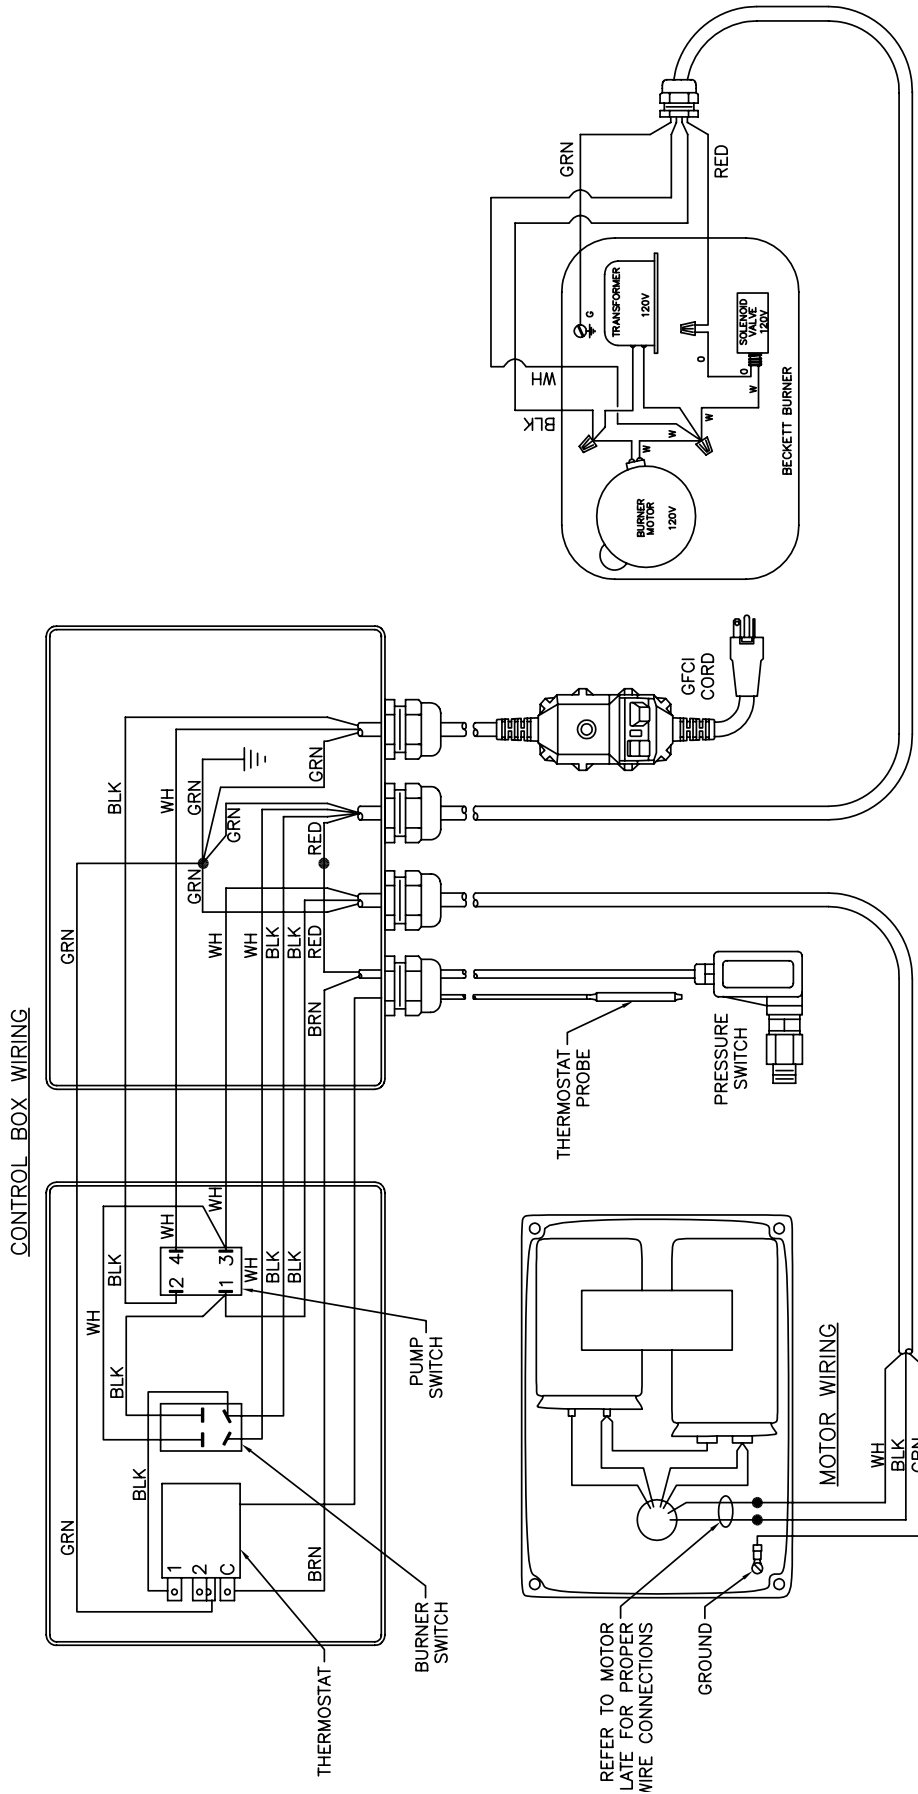 CONTROL BOX WIRING
GRN
BLK
WH
GRN
GRN
GRN
GRN
WH
WH
BLK
BLK
RED
RED
BRN
GRN
BLK
WH
BLK
WH
WH
WH
BLK
BLK
BLK
BRN
2 4
1 3
1
2
C
THERMOSTAT
BURNER
SWITCH
PUMP
SWITCH
THERMOSTAT
PROBE
PRESSURE
SWITCH
GFCI
CORD
GRN
RED
WH
BLK
G
TRANSFORMER
120V
SOLENOID
VALVE
120V
O
O
W
W
W
W
BURNER
MOTOR
120V
BECKETT BURNER
MOTOR WIRING
WH
BLK
GRN
REFER TO MOTOR
LATE FOR PROPER
WIRE CONNECTIONS
GROUND